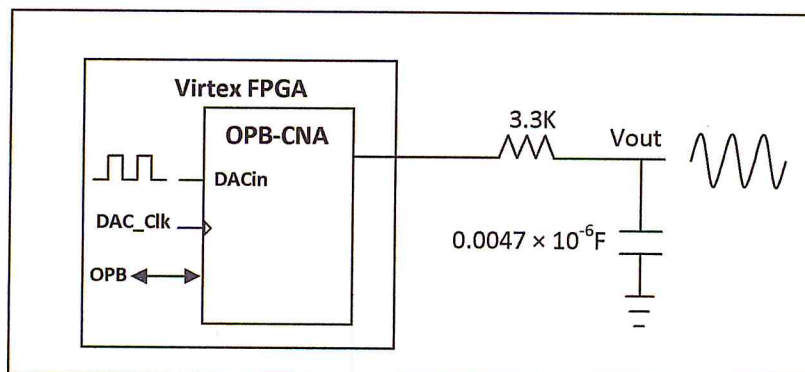 Virtex FPGA
OPB-CNA
3.3K
Vout
DACin
DAC_Clk
0.0047 × 10⁻⁶F
OPB